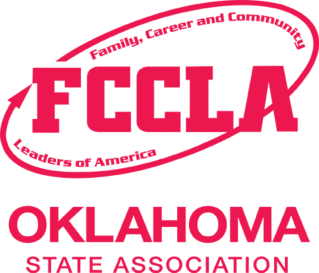 Family, Career and Community
FCCLA
Leaders of America
OKLAHOMA
STATE ASSOCIATION